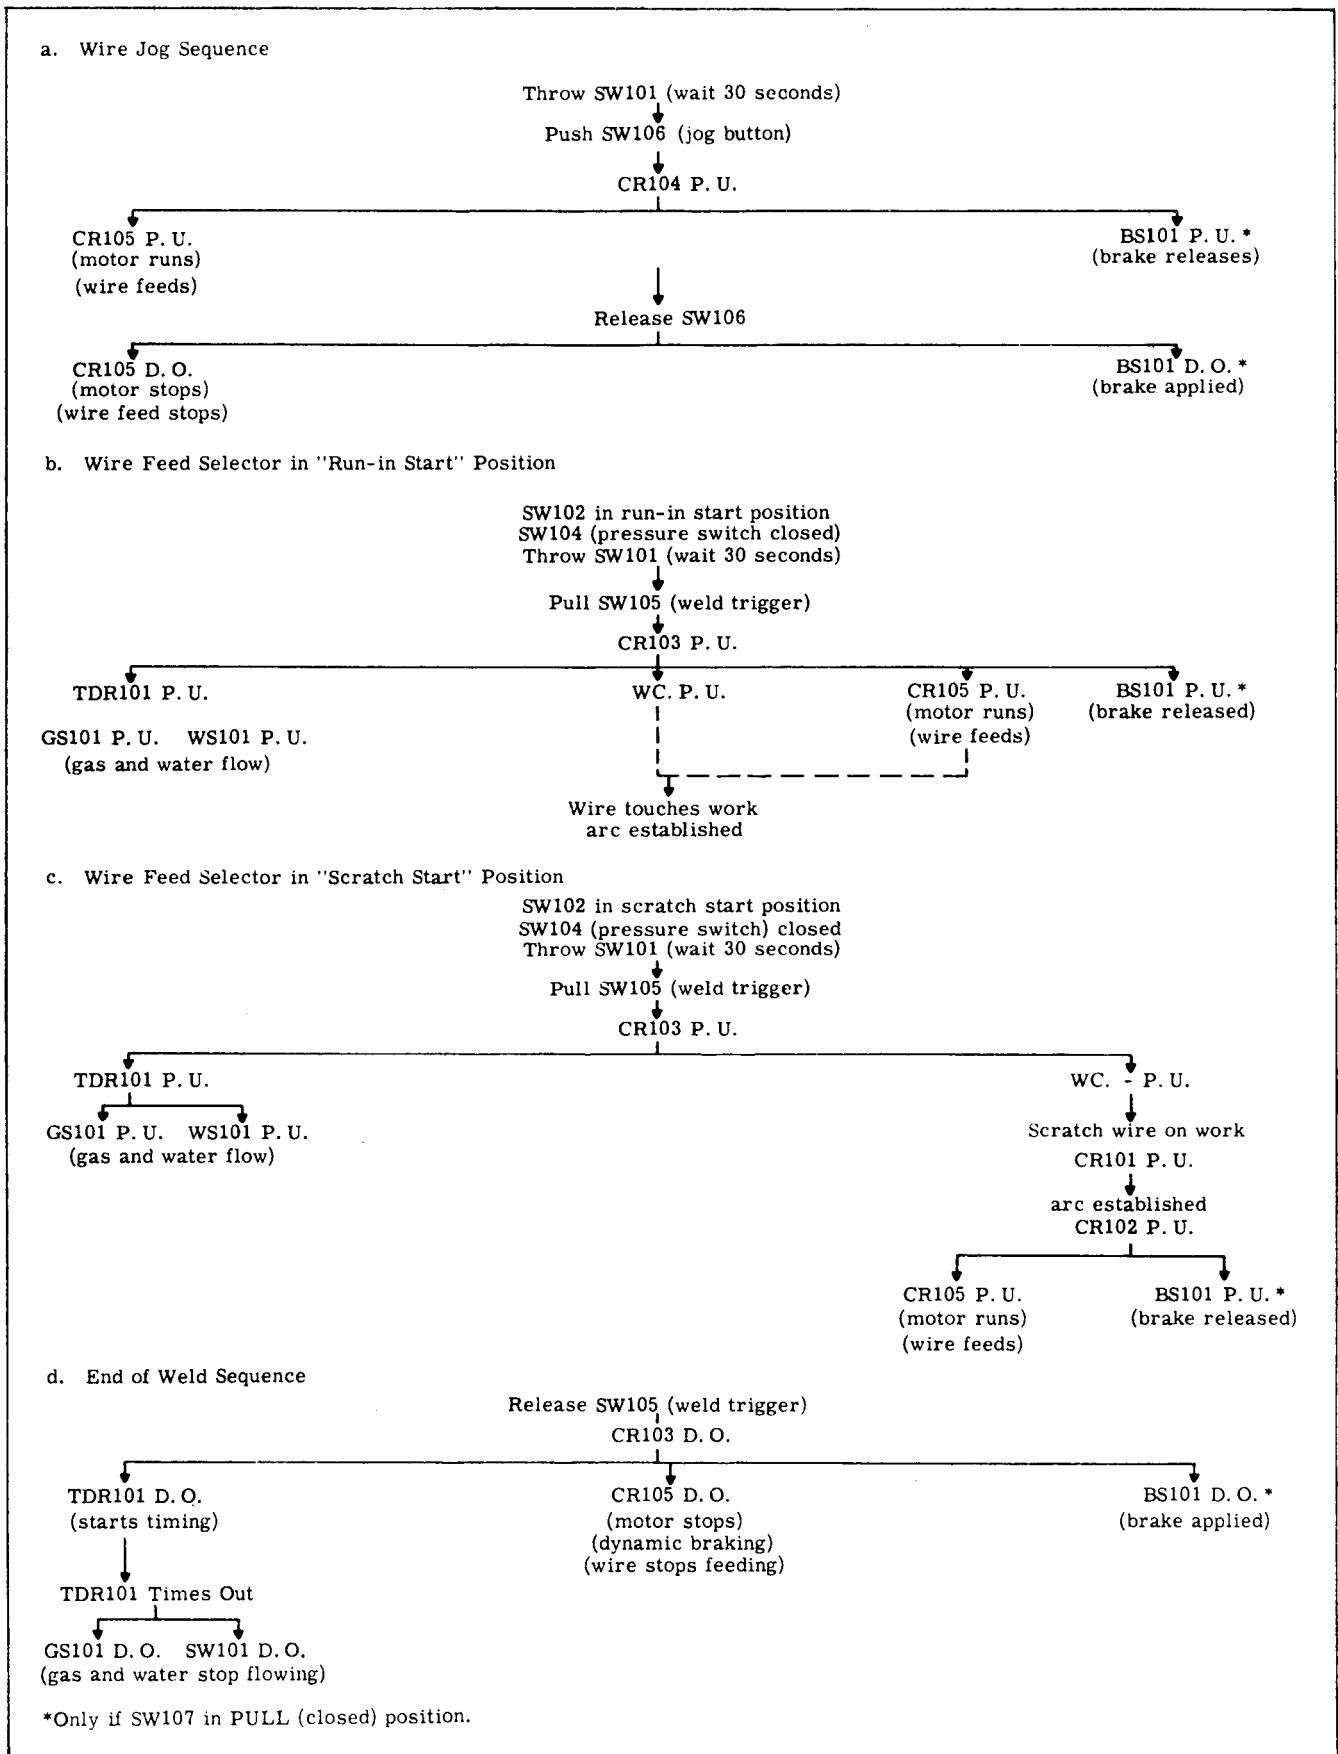 a. Wire Jog Sequence
Throw SW101 (wait 30 seconds)
Push SW106 (jog button)
CR104 P. U.
CR105 P. U.
(motor runs)
(wire feeds)
BS101 P. U. *
(brake releases)
Release SW106
CR105 D. O.
(motor stops)
(wire feed stops)
BS101 D. O. *
(brake applied)
b. Wire Feed Selector in "Run-in Start" Position
SW102 in run-in start position
SW104 (pressure switch closed)
Throw SW101 (wait 30 seconds)
Pull SW105 (weld trigger)
CR103 P. U.
TDR101 P. U.
GS101 P. U. WS101 P. U.
(gas and water flow)
WC. P. U.
CR105 P. U.
(motor runs)
(wire feeds)
BS101 P. U. *
(brake released)
Wire touches work
arc established
c. Wire Feed Selector in "Scratch Start" Position
SW102 in scratch start position
SW104 (pressure switch) closed
Throw SW101 (wait 30 seconds)
Pull SW105 (weld trigger)
CR103 P. U.
TDR101 P. U.
GS101 P. U. WS101 P. U.
(gas and water flow)
WC. - P. U.
Scratch wire on work
CR101 P. U.
arc established
CR102 P. U.
CR105 P. U.
(motor runs)
(wire feeds)
BS101 P. U. *
(brake released)
d. End of Weld Sequence
Release SW105 (weld trigger)
CR103 D. O.
TDR101 D. O.
(starts timing)
TDR101 Times Out
GS101 D. O. SW101 D. O.
(gas and water stop flowing)
CR105 D. O.
(motor stops)
(dynamic braking)
(wire stops feeding)
BS101 D. O. *
(brake applied)
*Only if SW107 in PULL (closed) position.